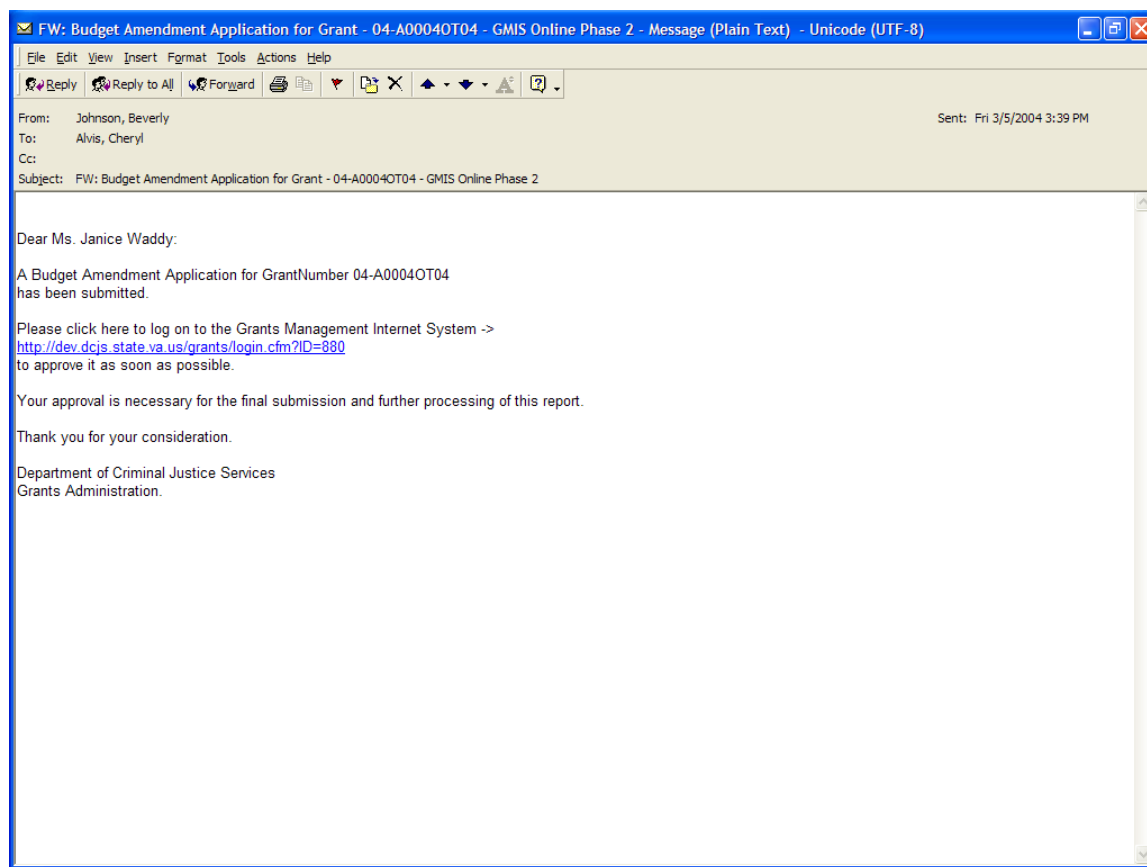 FW: Budget Amendment Application for Grant - 04-A0004OT04 - GMIS Online Phase 2 - Message (Plain Text) - Unicode (UTF-8)
File Edit View Insert Format Tools Actions Help
Reply Reply to All Forward
From: Johnson, Beverly Sent: Fri 3/5/2004 3:39 PM
To: Alvis, Cheryl
Cc:
Subject: FW: Budget Amendment Application for Grant - 04-A0004OT04 - GMIS Online Phase 2
Dear Ms. Janice Waddy:
A Budget Amendment Application for GrantNumber 04-A0004OT04
has been submitted.
Please click here to log on to the Grants Management Internet System ->
http://dev.dcjs.state.va.us/grants/login.cfm?ID=880
to approve it as soon as possible.
Your approval is necessary for the final submission and further processing of this report.
Thank you for your consideration.
Department of Criminal Justice Services
Grants Administration.